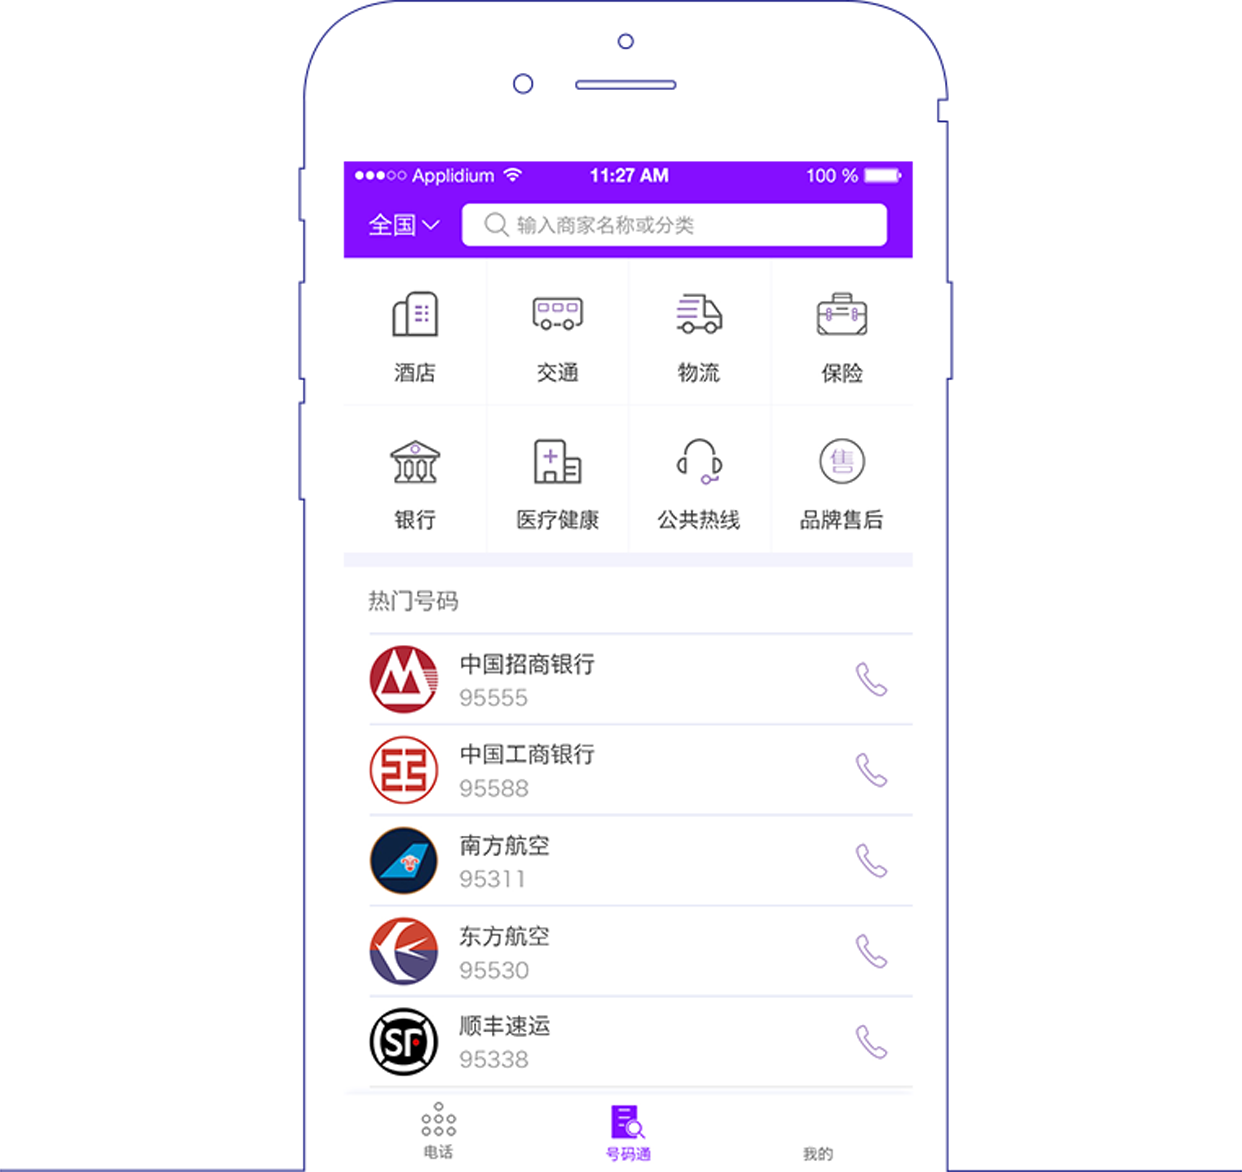 Applidium 11:27 AM 100 %
全国 输入商家名称或分类
酒店 交通 物流 保险
售
银行 医疗健康 公共热线 品牌售后
热门号码
中国招商银行
95555
中国工商银行
95588
南方航空
95311
东方航空
95530
SF
顺丰速运
95338
电话 号码通 我的